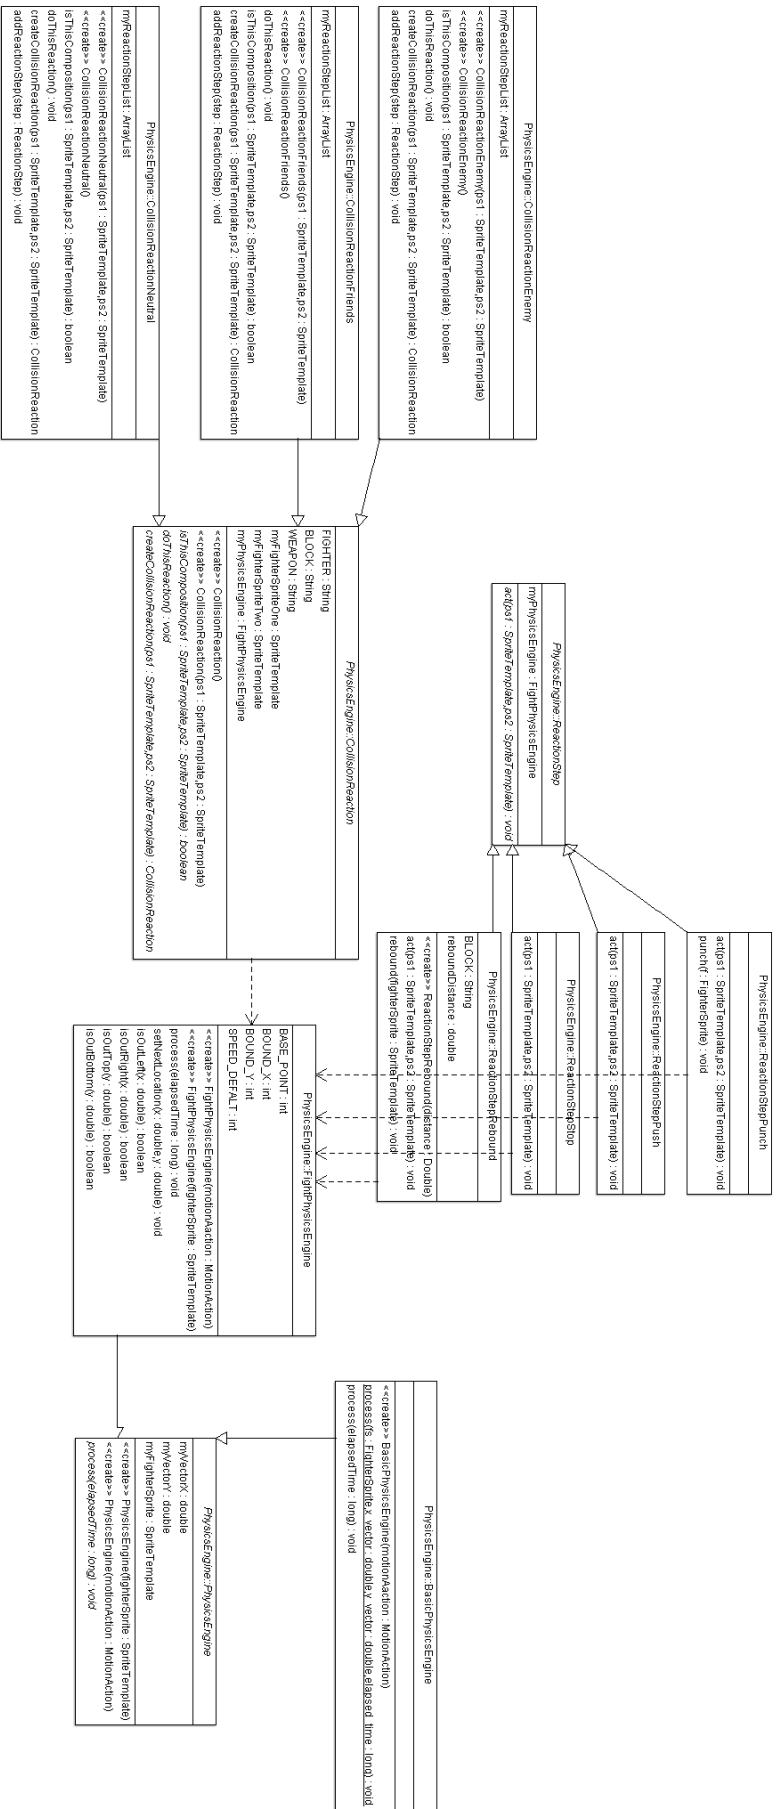 PhysicsEngine::CollisionReactionEnemy
myReactionStepList : ArrayList
<<create>> CollisionReactionEnemy(ps1 : SpriteTemplate,ps2 : SpriteTemplate)
<<create>> CollisionReactionEnemy()
isThisComposition(ps1 : SpriteTemplate,ps2 : SpriteTemplate) : boolean
doThisReaction() : void
createCollisionReaction(ps1 : SpriteTemplate,ps2 : SpriteTemplate) : CollisionReaction
addReactionStep(step : ReactionStep) : void
PhysicsEngine::CollisionReactionFriends
myReactionStepList : ArrayList
<<create>> CollisionReactionFriends(ps1 : SpriteTemplate,ps2 : SpriteTemplate)
<<create>> CollisionReactionFriends()
doThisReaction() : void
isThisComposition(ps1 : SpriteTemplate,ps2 : SpriteTemplate) : boolean
createCollisionReaction(ps1 : SpriteTemplate,ps2 : SpriteTemplate) : CollisionReaction
addReactionStep(step : ReactionStep) : void
PhysicsEngine::CollisionReactionNeutral
myReactionStepList : ArrayList
<<create>> CollisionReactionNeutral(ps1 : SpriteTemplate,ps2 : SpriteTemplate)
<<create>> CollisionReactionNeutral()
isThisComposition(ps1 : SpriteTemplate,ps2 : SpriteTemplate) : boolean
doThisReaction() : void
createCollisionReaction(ps1 : SpriteTemplate,ps2 : SpriteTemplate) : CollisionReaction
addReactionStep(step : ReactionStep) : void
PhysicsEngine::ReactionStep
myPhysicsEngine : FightPhysicsEngine
act(ps1 : SpriteTemplate,ps2 : SpriteTemplate) : void
PhysicsEngine::CollisionReaction
FIGHTER : String
BLOCK : String
WEAPON : String
myFighterSpriteOne : SpriteTemplate
myFighterSpriteTwo : SpriteTemplate
myPhysicsEngine : FightPhysicsEngine
<<create>> CollisionReaction()
<<create>> CollisionReaction(ps1 : SpriteTemplate,ps2 : SpriteTemplate)
isThisComposition(ps1 : SpriteTemplate,ps2 : SpriteTemplate) : boolean
doThisReaction() : void
createCollisionReaction(ps1 : SpriteTemplate,ps2 : SpriteTemplate) : CollisionReaction
PhysicsEngine::ReactionStepPunch
act(ps1 : SpriteTemplate,ps2 : SpriteTemplate) : void
punch(f : FighterSprite) : void
PhysicsEngine::ReactionStepPush
act(ps1 : SpriteTemplate,ps2 : SpriteTemplate) : void
PhysicsEngine::ReactionStepStop
act(ps1 : SpriteTemplate,ps2 : SpriteTemplate) : void
PhysicsEngine::ReactionStepRebound
BLOCK : String
reboundDistance : double
<<create>> ReactionStepRebound(distance : Double)
act(ps1 : SpriteTemplate,ps2 : SpriteTemplate) : void
rebound(fighterSprite : SpriteTemplate) : void
PhysicsEngine::FightPhysicsEngine
BASE_POINT : int
BOUND_X : int
BOUND_Y : int
SPEED_DEFALT : int
<<create>> FightPhysicsEngine(motionAaction : MotionAction)
<<create>> FightPhysicsEngine(fighterSprite : SpriteTemplate)
process(elapsedTime : long) : void
setNextLocation(x : double,y : double) : void
isOutLeft(x : double) : boolean
isOutRight(x : double) : boolean
isOutTop(y : double) : boolean
isOutBottom(y : double) : boolean
PhysicsEngine::BasicPhysicsEngine
<<create>> BasicPhysicsEngine(motionAaction : MotionAction)
process(fs : FighterSprite,x_vector : double,y_vector : double,elapsed_time : long) : void
process(elapsedTime : long) : void
PhysicsEngine::PhysicsEngine
myVectorX : double
myVectorY : double
myFighterSprite : SpriteTemplate
<<create>> PhysicsEngine(fighterSprite : SpriteTemplate)
<<create>> PhysicsEngine(motionAction : MotionAction)
process(elapsedTime : long) : void